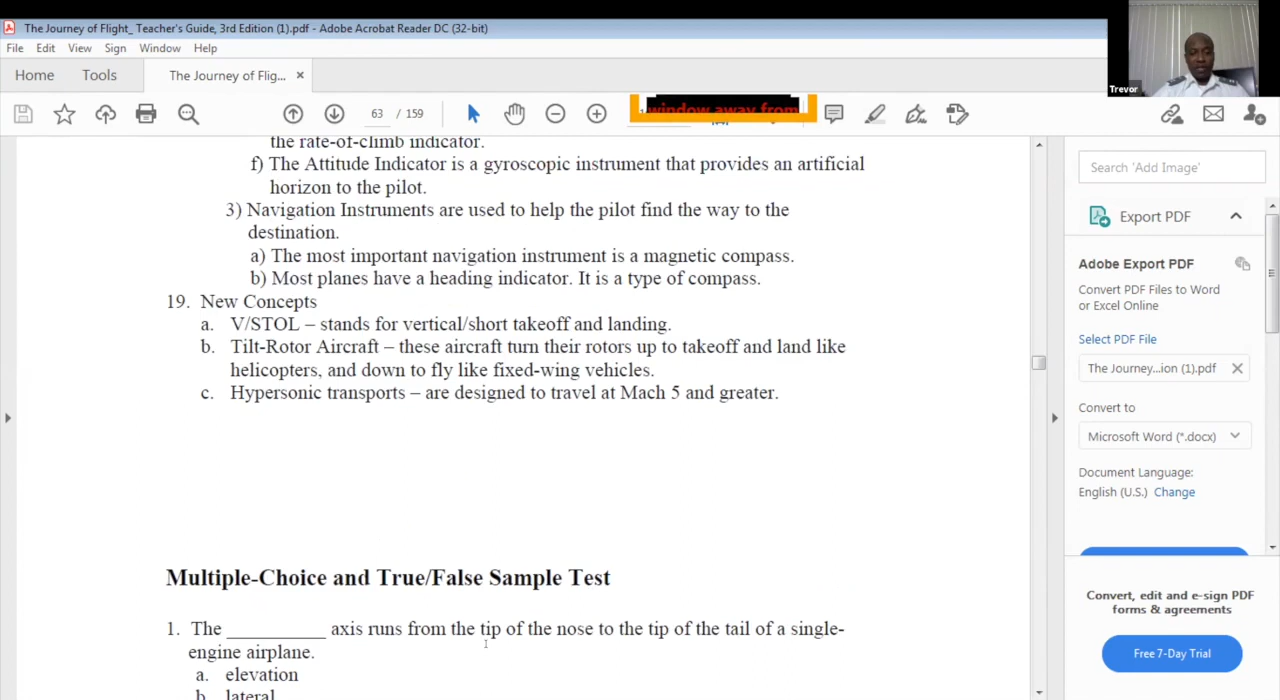 The Journey of Flight_ Teacher's Guide, 3rd Edition (1).pdf - Adobe Acrobat Reader DC (32-bit)
File Edit View Sign Window Help
Home Tools The Journey of Flig... ×
63 / 159
window away from
Trevor
the rate-of-climb indicator.
f) The Attitude Indicator is a gyroscopic instrument that provides an artificial
horizon to the pilot.
3) Navigation Instruments are used to help the pilot find the way to the
destination.
a) The most important navigation instrument is a magnetic compass.
b) Most planes have a heading indicator. It is a type of compass.
19. New Concepts
a. V/STOL – stands for vertical/short takeoff and landing.
b. Tilt-Rotor Aircraft – these aircraft turn their rotors up to takeoff and land like
helicopters, and down to fly like fixed-wing vehicles.
c. Hypersonic transports – are designed to travel at Mach 5 and greater.
Multiple-Choice and True/False Sample Test
1. The __________ axis runs from the tip of the nose to the tip of the tail of a single-
engine airplane.
a. elevation
b. lateral
Search 'Add Image'
Export PDF
Adobe Export PDF
Convert PDF Files to Word
or Excel Online
Select PDF File
The Journey...ion (1).pdf ×
Convert to
Microsoft Word (*.docx)
Document Language:
English (U.S.) Change
Convert, edit and e-sign PDF
forms & agreements
Free 7-Day Trial